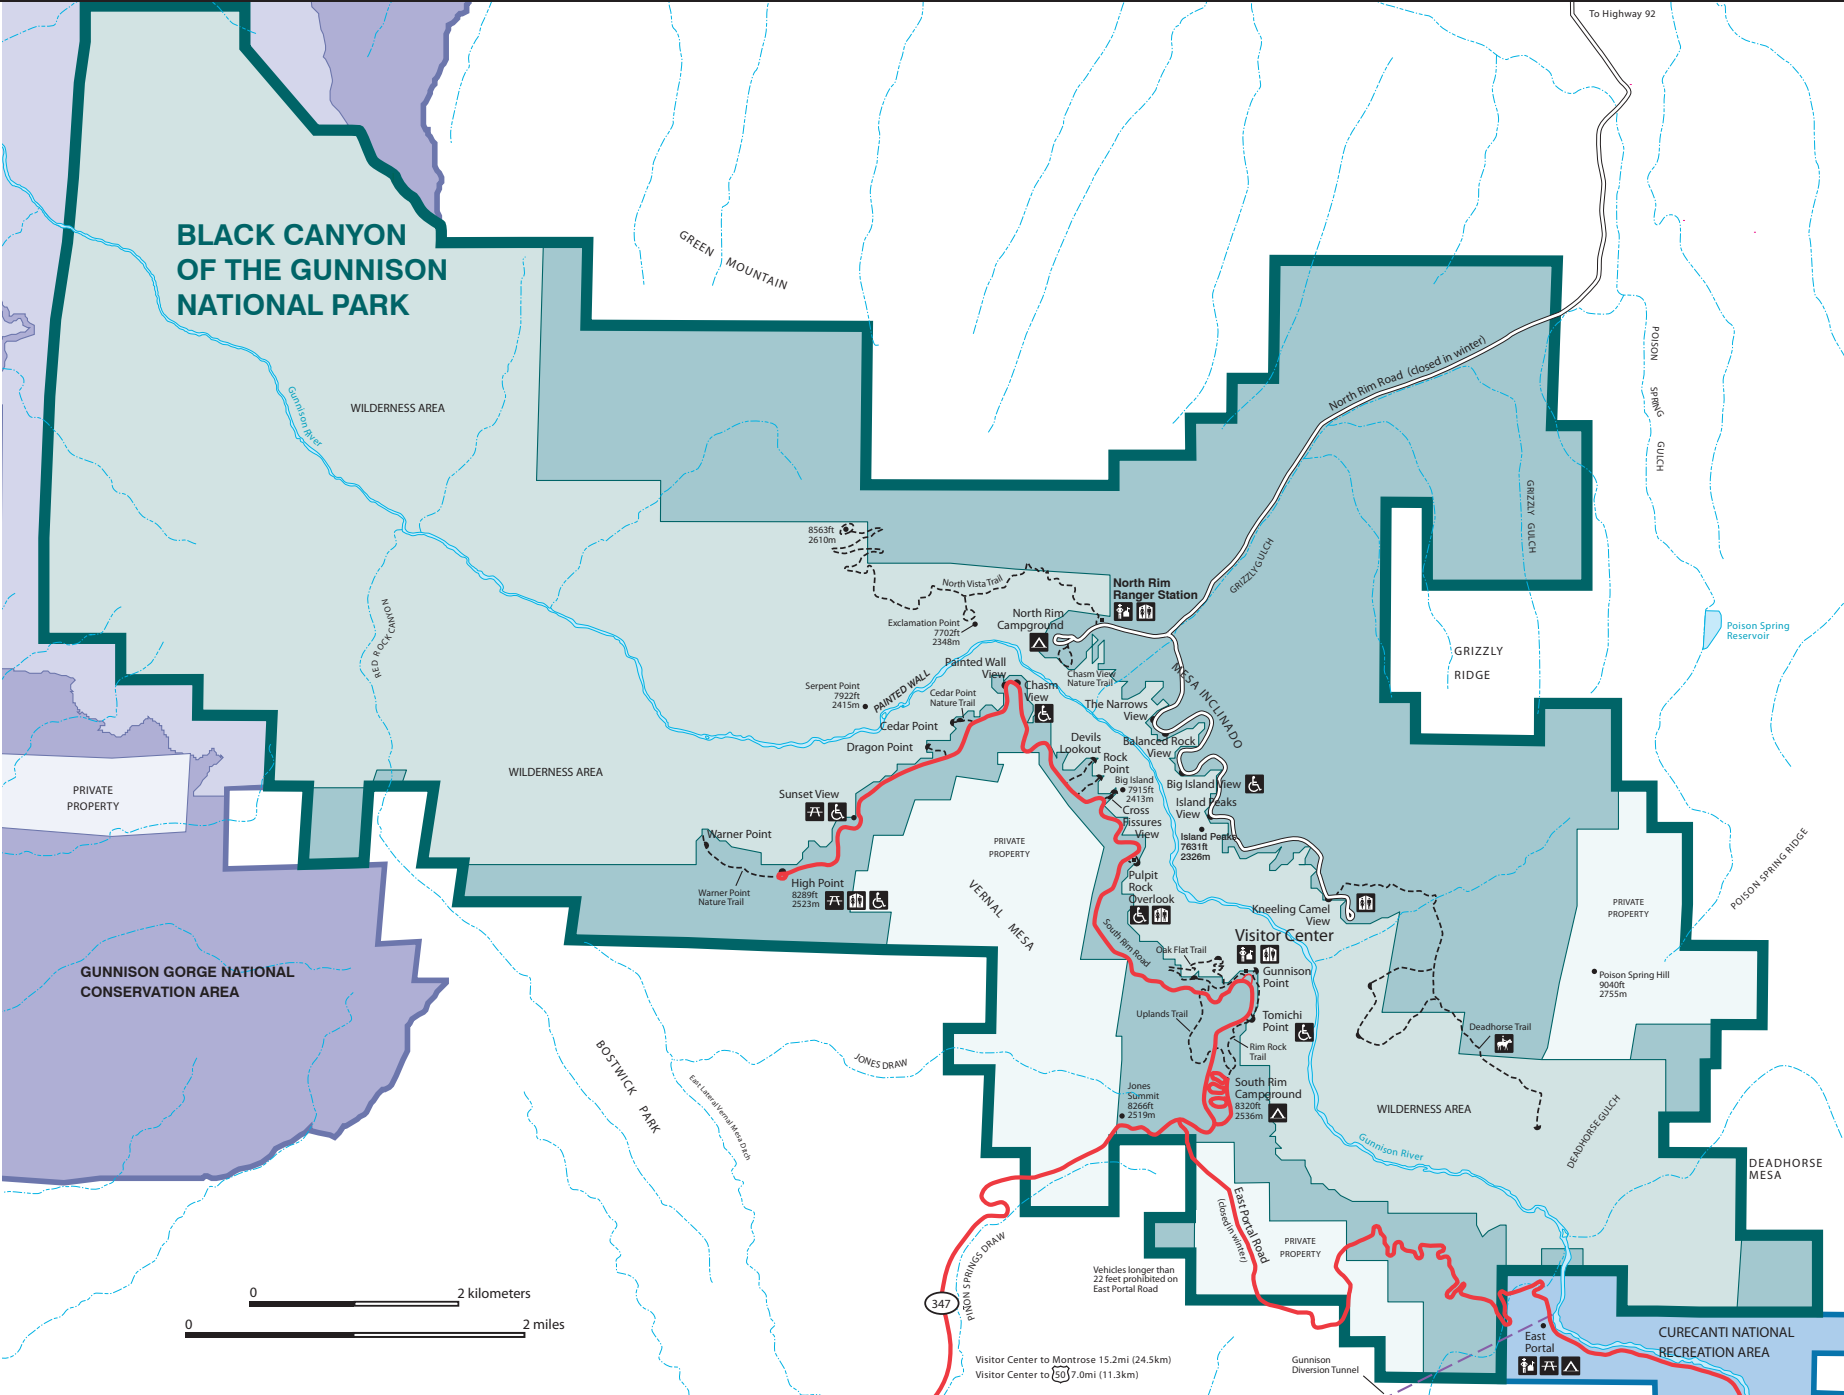 To Highway 92
BLACK CANYON
OF THE GUNNISON
NATIONAL PARK
GREEN MOUNTAIN
POISON SPRING GULCH
North Rim Road (closed in winter)
WILDERNESS AREA
Gunnison River
GRIZZLY GULCH
GRIZZLY GULCH
8563ft
2610m
North Vista Trail
North Rim
Ranger Station
RED ROCK CANYON
Exclamation Point
7702ft
2348m
North Rim
Campground
Poison Spring
Reservoir
GRIZZLY
RIDGE
Painted Wall
View
Chasm View
Nature Trail
MESA INCLINADO
Serpent Point
7922ft
2415m
PAINTED WALL
Cedar Point
Nature Trail
Chasm
View
The Narrows
View
Cedar Point
Dragon Point
Devils
Lookout
Balanced Rock
View
Rock
Point
WILDERNESS AREA
Big Island
7915ft
2413m
Big Island View
PRIVATE
PROPERTY
Sunset View
Cross
Fissures
View
Island Peaks
View
Island Peaks
7631ft
2326m
Warner Point
PRIVATE
PROPERTY
POISON SPRING RIDGE
Warner Point
Nature Trail
High Point
8289ft
2523m
VERNAL MESA
Pulpit
Rock
Overlook
Kneeling Camel
View
PRIVATE
PROPERTY
South Rim Road
Oak Flat Trail
Visitor Center
Gunnison
Point
Poison Spring Hill
9040ft
2755m
GUNNISON GORGE NATIONAL
CONSERVATION AREA
Uplands Trail
Tomichi
Point
Deadhorse Trail
Rim Rock
Trail
BOSTWICK PARK
JONES DRAW
East Lateral Vernal Mesa Ditch
Jones
Summit
8266ft
2519m
South Rim
Campground
8320ft
2536m
WILDERNESS AREA
DEADHORSE GULCH
Gunnison River
DEADHORSE
MESA
East Portal Road
(closed in winter)
PRIVATE
PROPERTY
PINON SPRINGS DRAW
Vehicles longer than
22 feet prohibited on
East Portal Road
0 2 kilometers
0 2 miles
347
East
Portal
CURECANTI NATIONAL
RECREATION AREA
Visitor Center to Montrose 15.2mi (24.5km)
Visitor Center to 50 7.0mi (11.3km)
Gunnison
Diversion Tunnel